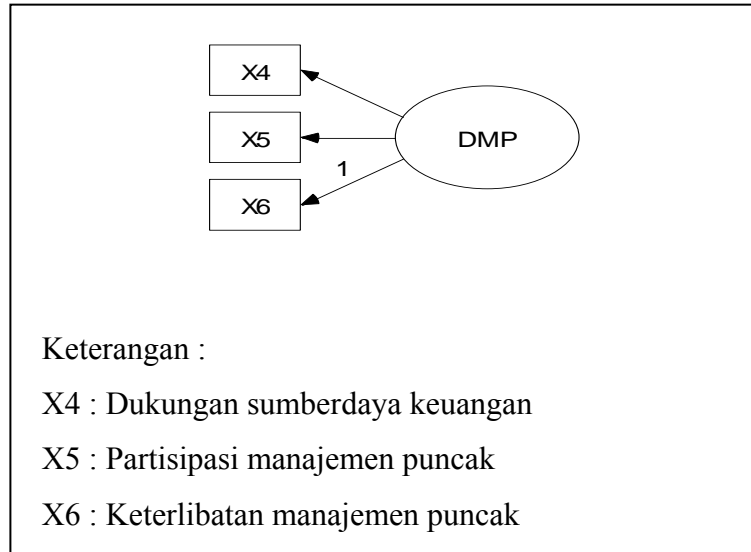 X4
X5
DMP
1
X6
Keterangan :
X4 : Dukungan sumberdaya keuangan
X5 : Partisipasi manajemen puncak
X6 : Keterlibatan manajemen puncak